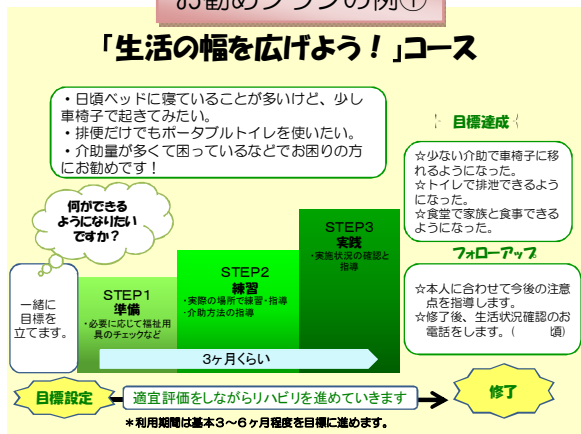 お勧めプランの例①
「生活の幅を広げよう！」コース
・日頃ベッドに寝ていることが多いけど、少し
車椅子で起きてみたい。
・排便だけでもポータブルトイレを使いたい。
・介助量が多くて困っているなどでお困りの方
にお勧めです！
目標達成
☆少ない介助で車椅子に移
れるようになった。
☆トイレで排泄できるよう
になった。
☆食堂で家族と食事できる
ようになった。
何ができる
ようになりたい
ですか？
フォローアップ
☆本人に合わせて今後の注意
点を指導します。
☆修了後、生活状況確認のお
電話をします。(　　頃)
一緒に
目標を
立てます。
STEP1
準備
・必要に応じて福祉用
具のチェックなど
STEP2
練習
・実際の場所で練習・指導
・介助方法の指導
STEP3
実践
・実施状況の確認と
指導
3ヶ月くらい
目標設定
適宜評価をしながらリハビリを進めていきます
修了
＊利用期間は基本３～６ヶ月程度を目標に進めます。